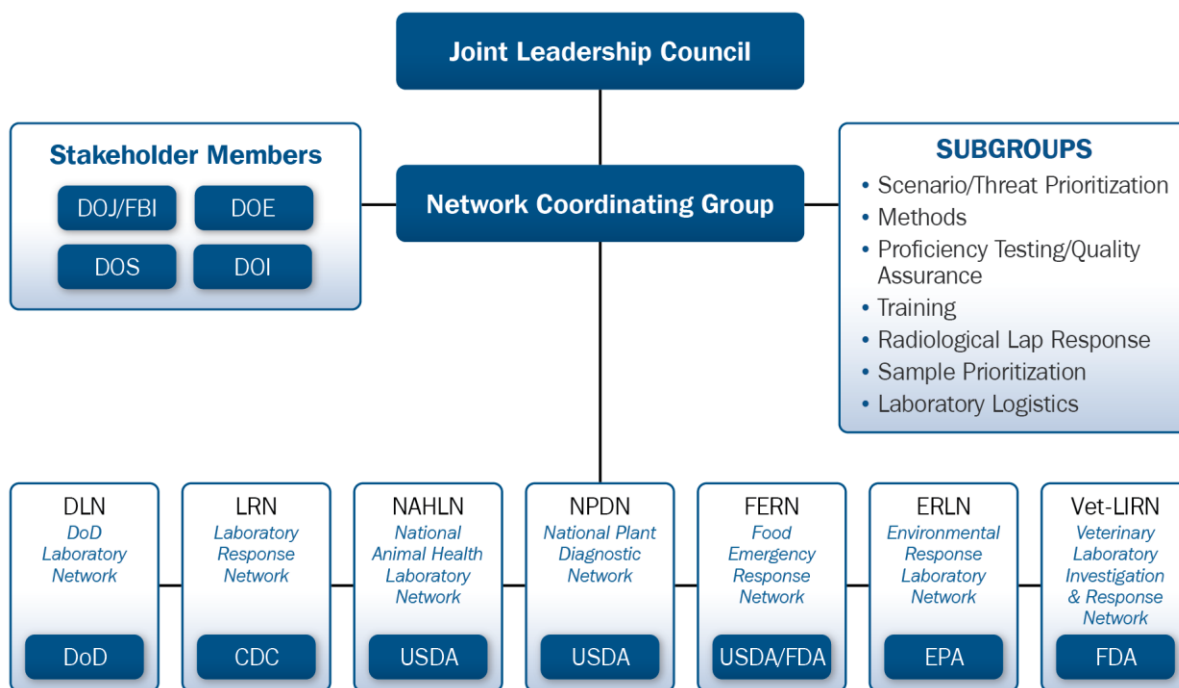 Joint Leadership Council
Stakeholder Members
DOJ/FBI
DOE
DOS
DOI
Network Coordinating Group
SUBGROUPS
• Scenario/Threat Prioritization
• Methods
• Proficiency Testing/Quality
Assurance
• Training
• Radiological Lap Response
• Sample Prioritization
• Laboratory Logistics
DLN
DoD
Laboratory
Network
DoD
LRN
Laboratory
Response
Network
CDC
NAHLN
National
Animal Health
Laboratory
Network
USDA
NPDN
National Plant
Diagnostic
Network
USDA
FERN
Food
Emergency
Response
Network
USDA/FDA
ERLN
Environmental
Response
Laboratory
Network
EPA
Vet-LIRN
Veterinary
Laboratory
Investigation
& Response
Network
FDA